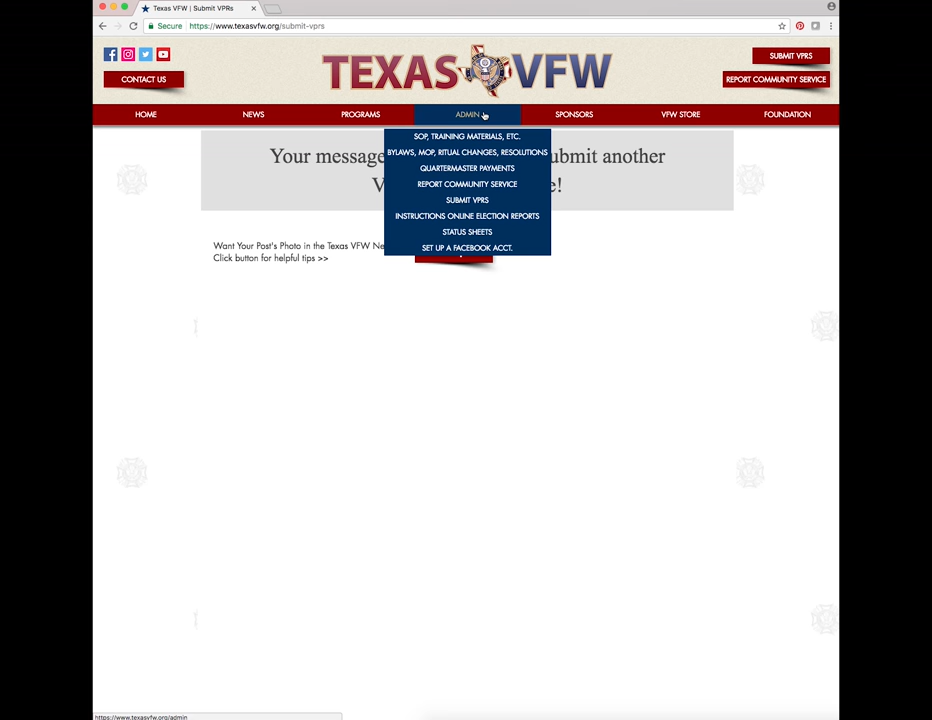 Texas VFW | Submit VPRs
Secure https://www.texasvfw.org/submit-vprs
TEXAS VFW
SUBMIT VPRS
CONTACT US
REPORT COMMUNITY SERVICE
HOME NEWS PROGRAMS ADMIN SPONSORS VFW STORE FOUNDATION
SOP, TRAINING MATERIALS, ETC.
BYLAWS, MOP, RITUAL CHANGES, RESOLUTIONS
QUARTERMASTER PAYMENTS
REPORT COMMUNITY SERVICE
SUBMIT VPRS
INSTRUCTIONS ONLINE ELECTION REPORTS
STATUS SHEETS
SET UP A FACEBOOK ACCT.
Your message ubmit another
V e!
Want Your Post's Photo in the Texas VFW Ne
Click button for helpful tips >>
https://www.texasvfw.org/admin